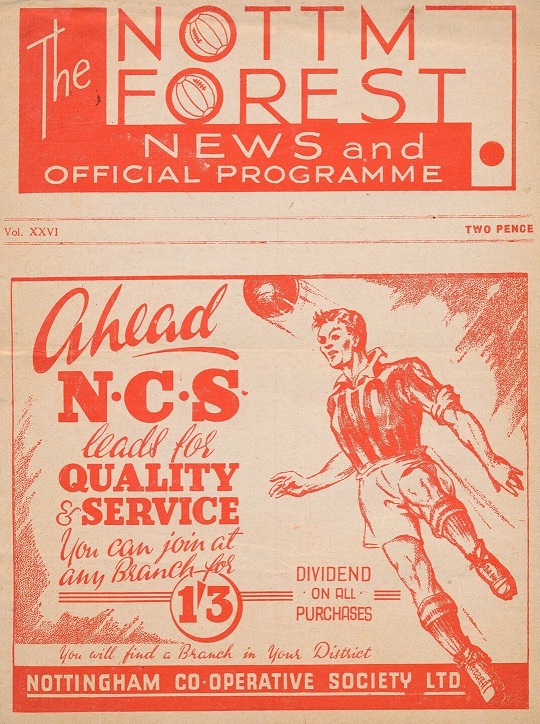 The NOTTM
FOREST
NEWS and
OFFICIAL PROGRAMME
Vol. XXVI
TWO PENCE
Ahead
N·C·S.
leads for
QUALITY
& SERVICE
You can join at
any Branch for
1'3
DIVIDEND
· ON ALL ·
PURCHASES
You will find a Branch in Your District
NOTTINGHAM CO-OPERATIVE SOCIETY LTD